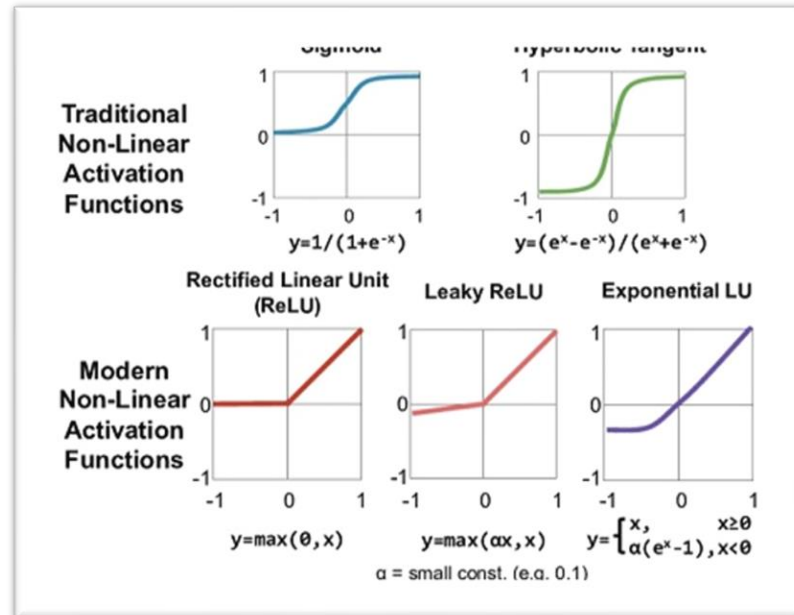 Sigmoid
Hyperbolic Tangent
Traditional
Non-Linear
Activation
Functions
1
0
-1
-1 0 1
y=1/(1+e⁻ˣ)
1
0
-1
-1 0 1
y=(eˣ-e⁻ˣ)/(eˣ+e⁻ˣ)
Modern
Non-Linear
Activation
Functions
Rectified Linear Unit
(ReLU)
1
0
-1
-1 0 1
y=max(0,x)
Leaky ReLU
1
0
-1
-1 0 1
y=max(αx,x)
Exponential LU
1
0
-1
-1 0 1
y={x, x≥0
α(eˣ-1),x<0
α = small const. (e.g. 0.1)